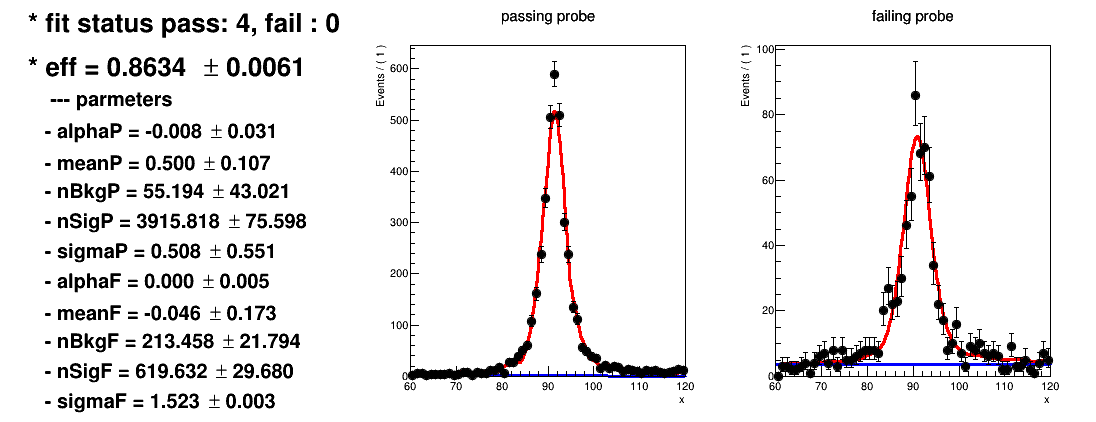 * fit status pass: 4, fail : 0
* eff = 0.8634 ± 0.0061
--- parmeters
- alphaP = -0.008 ± 0.031
- meanP = 0.500 ± 0.107
- nBkgP = 55.194 ± 43.021
- nSigP = 3915.818 ± 75.598
- sigmaP = 0.508 ± 0.551
- alphaF = 0.000 ± 0.005
- meanF = -0.046 ± 0.173
- nBkgF = 213.458 ± 21.794
- nSigF = 619.632 ± 29.680
- sigmaF = 1.523 ± 0.003
passing probe
Events / ( 1 )
600
500
400
300
200
100
0
60 70 80 90 100 110 120
x
failing probe
Events / ( 1 )
100
80
60
40
20
0
60 70 80 90 100 110 120
x